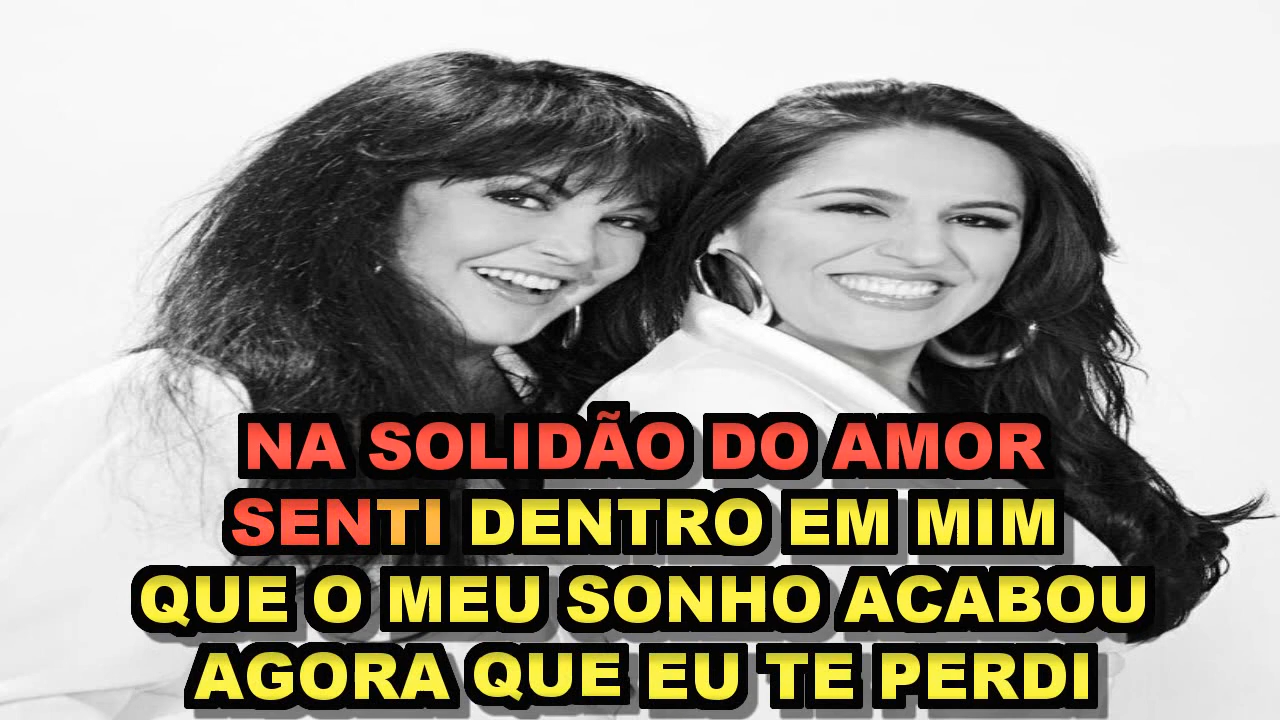 NA SOLIDÃO DO AMOR
SENTI DENTRO EM MIM
QUE O MEU SONHO ACABOU
AGORA QUE EU TE PERDI